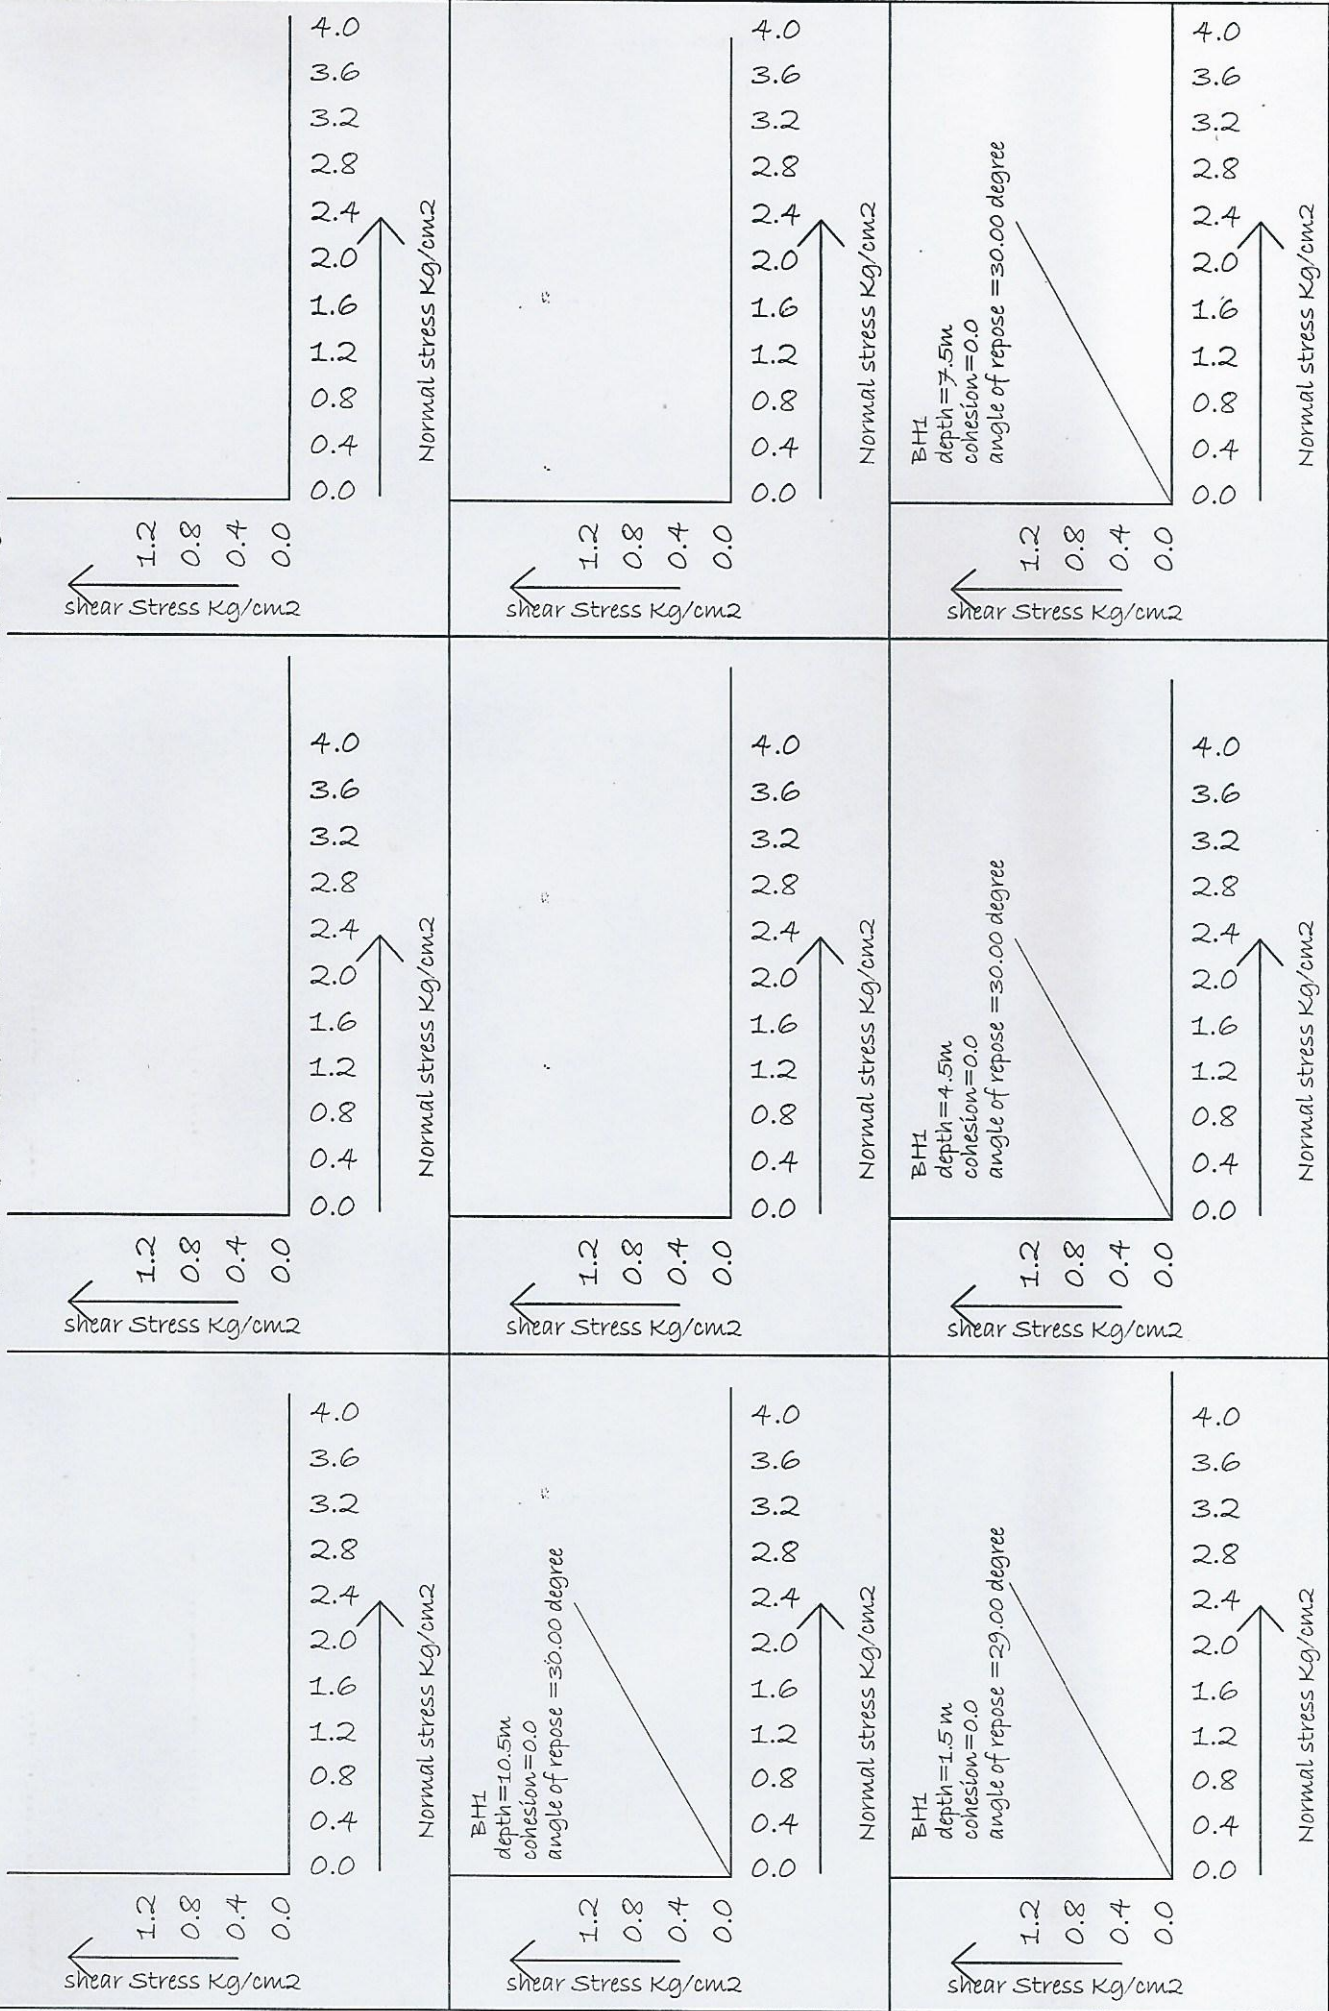 shear Stress Kg/cm2
1.2
0.8
0.4
0.0
0.0 0.4 0.8 1.2 1.6 2.0 2.4 2.8 3.2 3.6 4.0
Normal stress Kg/cm2
shear Stress Kg/cm2
1.2
0.8
0.4
0.0
0.0 0.4 0.8 1.2 1.6 2.0 2.4 2.8 3.2 3.6 4.0
Normal stress Kg/cm2
shear Stress Kg/cm2
1.2
0.8
0.4
0.0
0.0 0.4 0.8 1.2 1.6 2.0 2.4 2.8 3.2 3.6 4.0
Normal stress Kg/cm2
BH1
depth=10.5m
cohesion=0.0
angle of repose =30.00 degree
shear Stress Kg/cm2
1.2
0.8
0.4
0.0
0.0 0.4 0.8 1.2 1.6 2.0 2.4 2.8 3.2 3.6 4.0
Normal stress Kg/cm2
shear Stress Kg/cm2
1.2
0.8
0.4
0.0
0.0 0.4 0.8 1.2 1.6 2.0 2.4 2.8 3.2 3.6 4.0
Normal stress Kg/cm2
shear Stress Kg/cm2
1.2
0.8
0.4
0.0
0.0 0.4 0.8 1.2 1.6 2.0 2.4 2.8 3.2 3.6 4.0
Normal stress Kg/cm2
BH1
depth=1.5 m
cohesion=0.0
angle of repose =29.00 degree
shear Stress Kg/cm2
1.2
0.8
0.4
0.0
0.0 0.4 0.8 1.2 1.6 2.0 2.4 2.8 3.2 3.6 4.0
Normal stress Kg/cm2
BH1
depth=4.5m
cohesion=0.0
angle of repose =30.00 degree
shear Stress Kg/cm2
1.2
0.8
0.4
0.0
0.0 0.4 0.8 1.2 1.6 2.0 2.4 2.8 3.2 3.6 4.0
Normal stress Kg/cm2
BH1
depth=7.5m
cohesion=0.0
angle of repose =30.00 degree
shear Stress Kg/cm2
1.2
0.8
0.4
0.0
0.0 0.4 0.8 1.2 1.6 2.0 2.4 2.8 3.2 3.6 4.0
Normal stress Kg/cm2